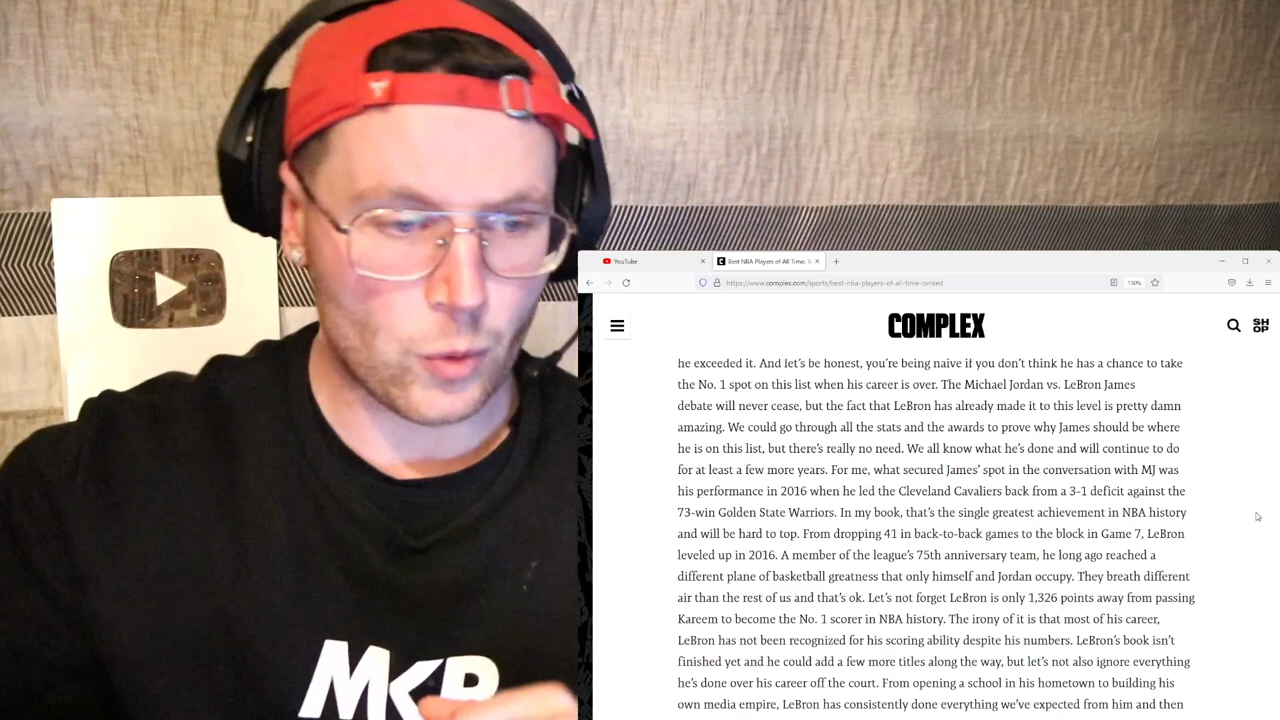 YouTube
Best NBA Players of All Time:
https://www.complex.com/sports/best-nba-players-of-all-time-ranked
150%
COMPLEX
SH
OP
he exceeded it. And let's be honest, you're being naive if you don't think he has a chance to take
the No. 1 spot on this list when his career is over. The Michael Jordan vs. LeBron James
debate will never cease, but the fact that LeBron has already made it to this level is pretty damn
amazing. We could go through all the stats and the awards to prove why James should be where
he is on this list, but there's really no need. We all know what he's done and will continue to do
for at least a few more years. For me, what secured James' spot in the conversation with MJ was
his performance in 2016 when he led the Cleveland Cavaliers back from a 3-1 deficit against the
73-win Golden State Warriors. In my book, that's the single greatest achievement in NBA history
and will be hard to top. From dropping 41 in back-to-back games to the block in Game 7, LeBron
leveled up in 2016. A member of the league's 75th anniversary team, he long ago reached a
different plane of basketball greatness that only himself and Jordan occupy. They breath different
air than the rest of us and that's ok. Let's not forget LeBron is only 1,326 points away from passing
Kareem to become the No. 1 scorer in NBA history. The irony of it is that most of his career,
LeBron has not been recognized for his scoring ability despite his numbers. LeBron's book isn't
finished yet and he could add a few more titles along the way, but let's not also ignore everything
he's done over his career off the court. From opening a school in his hometown to building his
own media empire, LeBron has consistently done everything we've expected from him and then